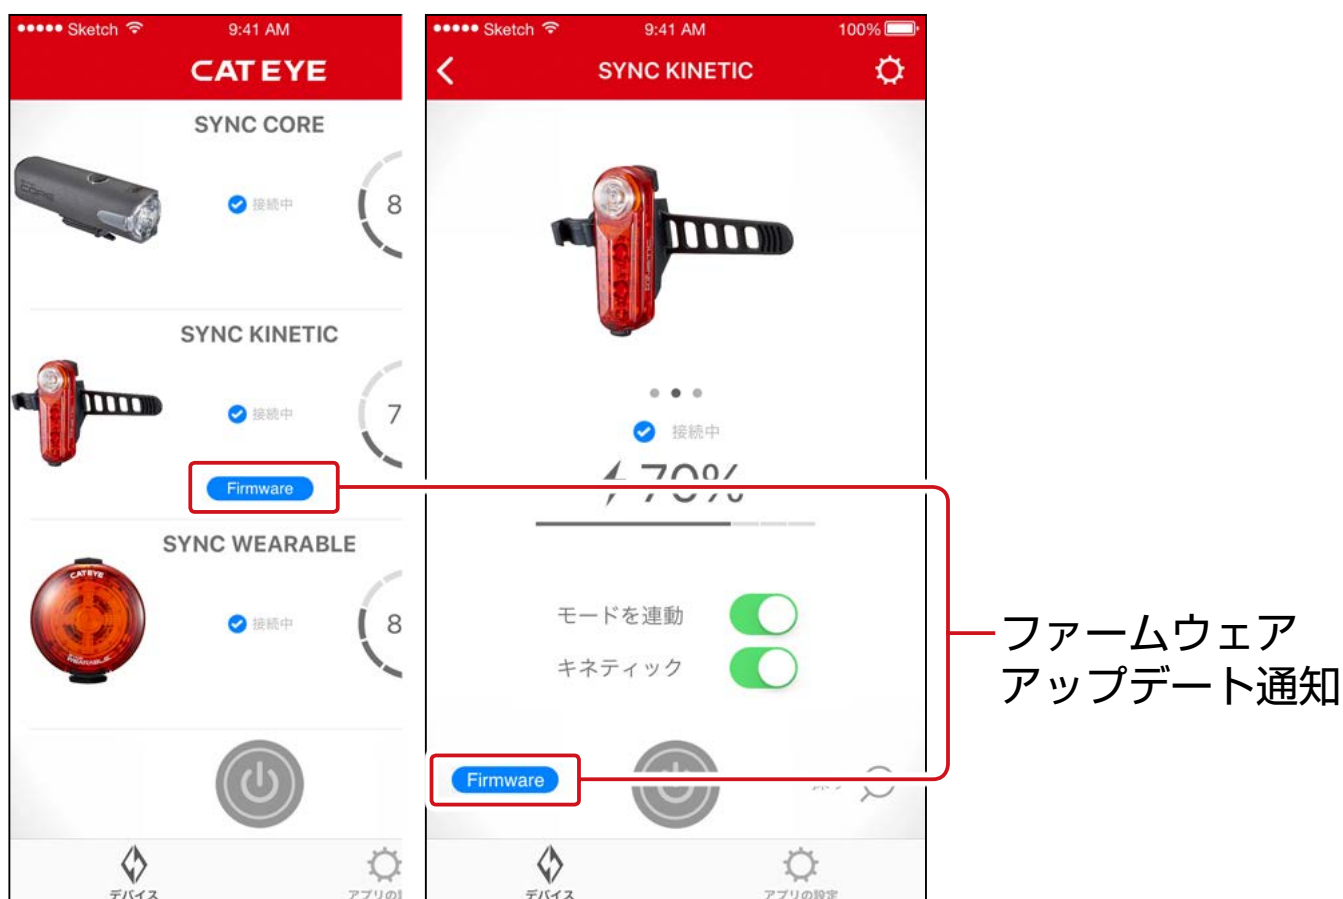 Sketch 9:41 AM
CATEYE
SYNC CORE
接続中
8
SYNC KINETIC
接続中
7
Firmware
SYNC WEARABLE
接続中
8
デバイス
Sketch 9:41 AM 100%
SYNC KINETIC
接続中
70%
モードを連動
キネティック
Firmware
デバイス
アプリの設定
ファームウェア
アップデート通知